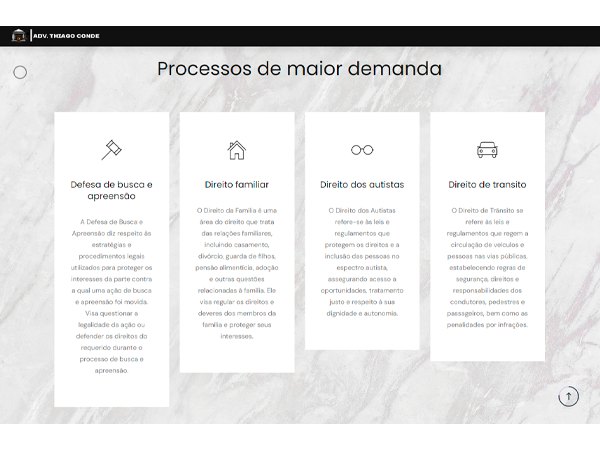 ADV. THIAGO CONDE
Processos de maior demanda
Defesa de busca e
apreensão
A Defesa de Busca e
Apreensão diz respeito às
estratégias e
procedimentos legais
utilizados para proteger os
interesses da parte contra
a qual uma ação de busca
e apreensão foi movida.
Visa questionar a
legalidade da ação ou
defender os direitos do
requerido durante o
processo de busca e
apreensão.
Direito familiar
O Direito da Família é uma
área do direito que trata
das relações familiares,
incluindo casamento,
divórcio, guarda de filhos,
pensão alimentícia, adoção
e outras questões
relacionadas à família. Ele
visa regular os direitos e
deveres dos membros da
família e proteger seus
interesses.
Direito dos autistas
O Direito dos Autistas
refere-se às leis e
regulamentos que
protegem os direitos e a
inclusão das pessoas no
espectro autista,
assegurando acesso a
oportunidades, tratamento
justo e respeito à sua
dignidade e autonomia.
Direito de transito
O Direito de Trânsito se
refere às leis e
regulamentos que regem a
circulação de veículos e
pessoas nas vias públicas,
estabelecendo regras de
segurança, direitos e
responsabilidades dos
condutores, pedestres e
passageiros, bem como as
penalidades por infrações.